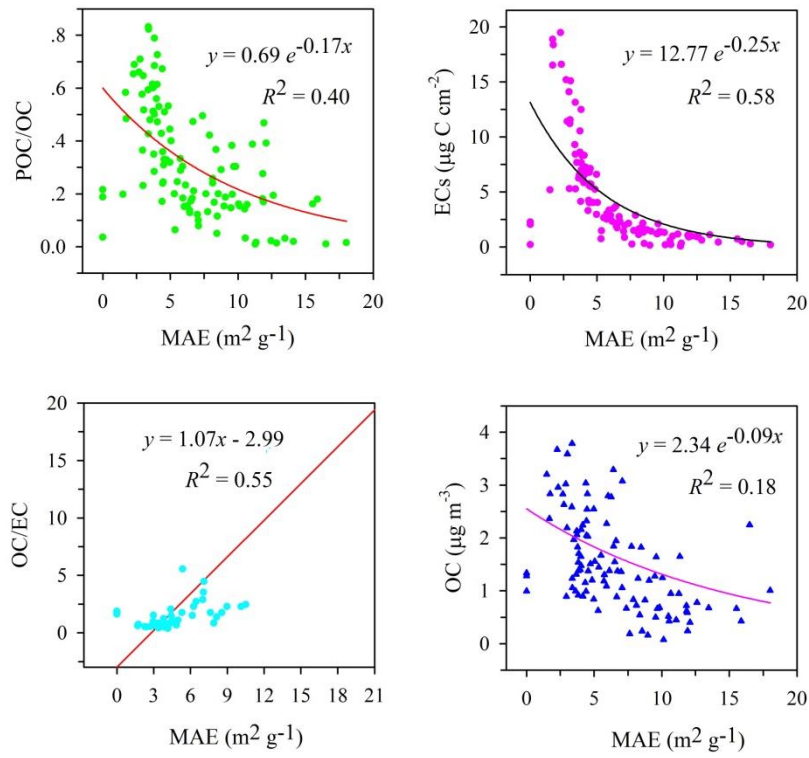 .8
.6
.4
.2
0.0
POC/OC
y = 0.69 e^-0.17x
R^2 = 0.40
0 5 10 15 20
MAE (m^2 g^-1)
25
20
15
10
5
0
ECs (μg C cm^-2)
y = 12.77 e^-0.25x
R^2 = 0.58
0 5 10 15 20
MAE (m^2 g^-1)
20
15
10
5
0
OC/EC
y = 1.07x - 2.99
R^2 = 0.55
0 3 6 9 12 15 18 21
MAE (m^2 g^-1)
4
3
2
1
0
OC (μg m^-3)
y = 2.34 e^-0.09x
R^2 = 0.18
0 5 10 15 20
MAE (m^2 g^-1)